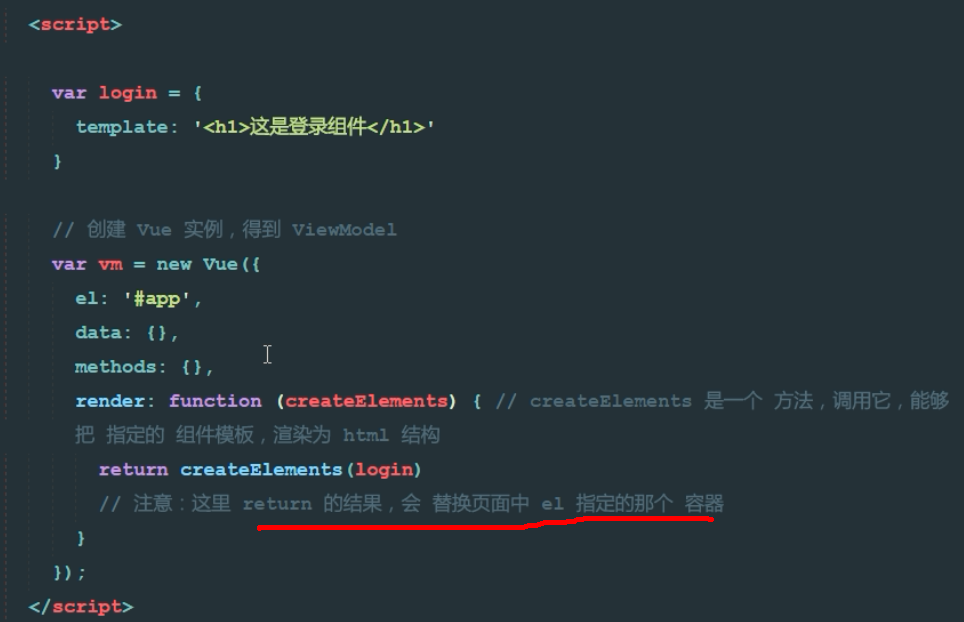 <script>
var login = {
template: '<h1>这是登录组件</h1>'
}
// 创建 Vue 实例，得到 ViewModel
var vm = new Vue({
el: '#app',
data: {},
methods: {},
render: function (createElements) { // createElements 是一个 方法，调用它，能够
把 指定的 组件模板，渲染为 html 结构
return createElements(login)
// 注意：这里 return 的结果，会 替换页面中 el 指定的那个 容器
}
});
</script>